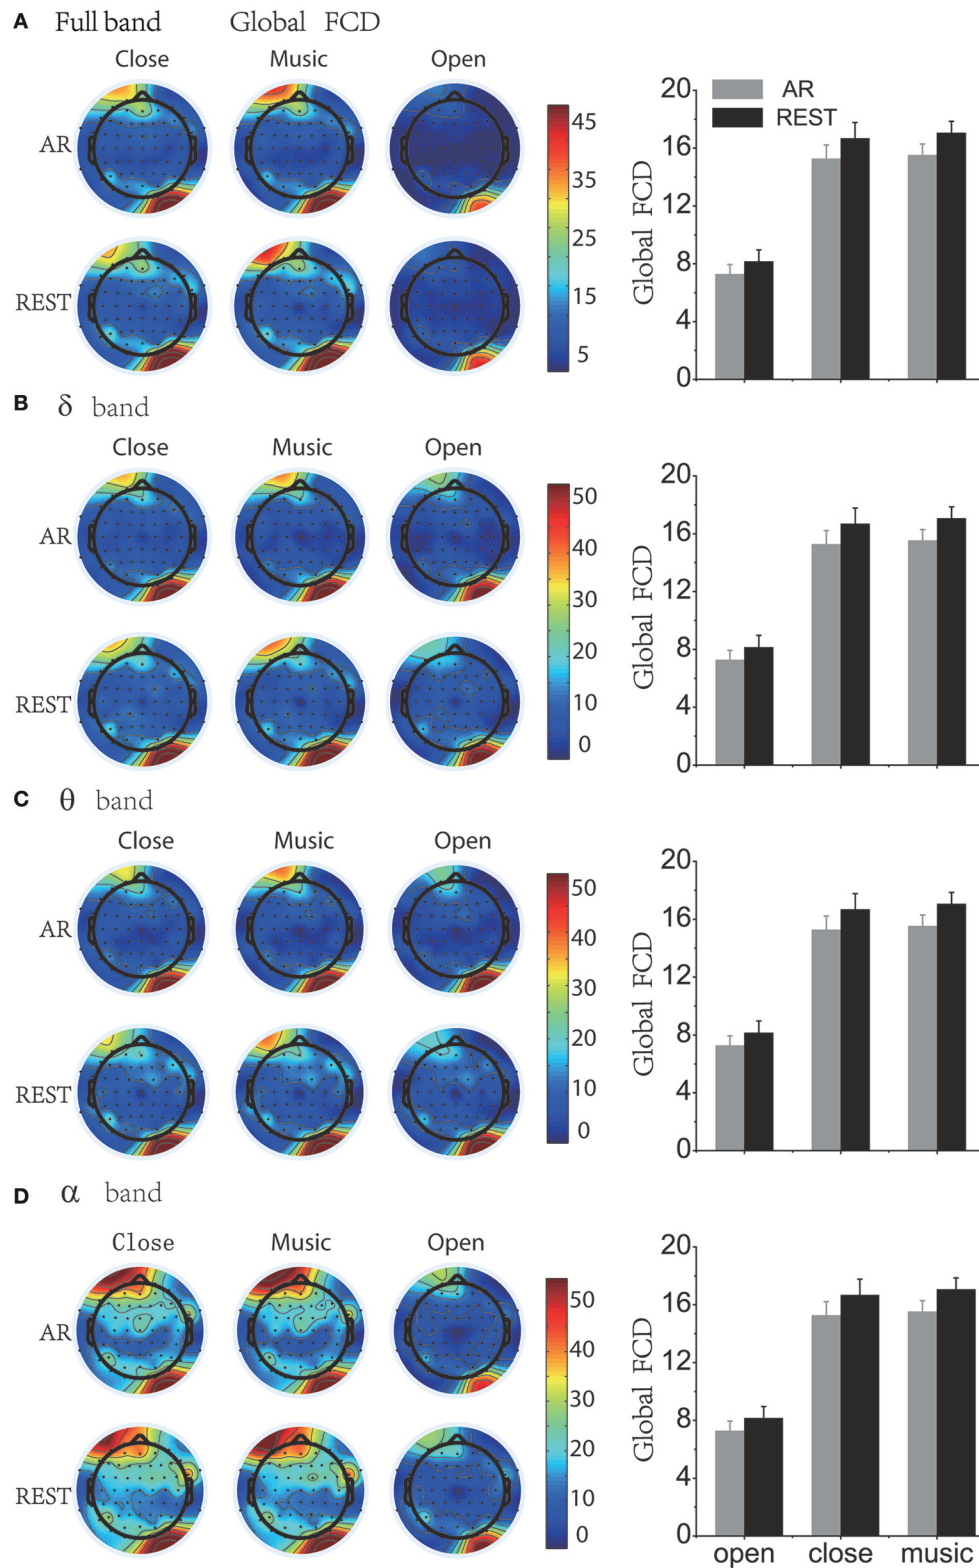 A Full band Global FCD
Close Music Open
AR
REST
45
35
25
15
5
20
16
12
8
4
0
Global FCD
AR
REST
B δ band
Close Music Open
AR
REST
50
40
30
20
10
0
20
16
12
8
4
0
Global FCD
C θ band
Close Music Open
AR
REST
50
40
30
20
10
0
20
16
12
8
4
0
Global FCD
D α band
Close Music Open
AR
REST
50
40
30
20
10
0
20
16
12
8
4
0
Global FCD
open close music